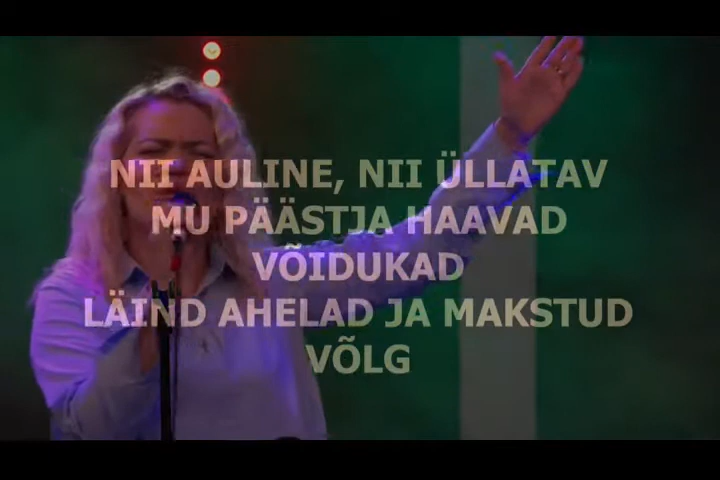 NII AULINE, NII ÜLLATAV
MU PÄÄSTJA HAAVAD
VÕIDUKAD
LÄIND AHELAD JA MAKSTUD
VÕLG